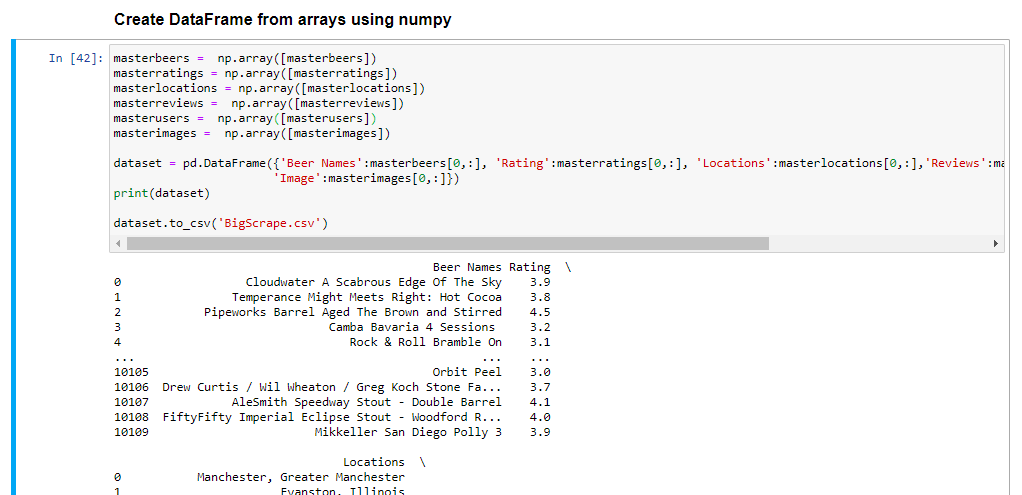 Create DataFrame from arrays using numpy
In [42]: masterbeers =  np.array([masterbeers])
masterratings = np.array([masterratings])
masterlocations = np.array([masterlocations])
masterreviews =  np.array([masterreviews])
masterusers =  np.array([masterusers])
masterimages =  np.array([masterimages])
dataset = pd.DataFrame({'Beer Names':masterbeers[0,:], 'Rating':masterratings[0,:], 'Locations':masterlocations[0,:],'Reviews':ma
'Image':masterimages[0,:]})
print(dataset)
dataset.to_csv('BigScrape.csv')
Beer Names Rating  \
0 Cloudwater A Scabrous Edge Of The Sky 3.9
1 Temperance Might Meets Right: Hot Cocoa 3.8
2 Pipeworks Barrel Aged The Brown and Stirred 4.5
3 Camba Bavaria 4 Sessions 3.2
4 Rock & Roll Bramble On 3.1
... ... ...
10105 Orbit Peel 3.0
10106 Drew Curtis / Wil Wheaton / Greg Koch Stone Fa... 3.7
10107 AleSmith Speedway Stout - Double Barrel 4.1
10108 FiftyFifty Imperial Eclipse Stout - Woodford R... 4.0
10109 Mikkeller San Diego Polly 3 3.9
Locations  \
0 Manchester, Greater Manchester
1 Evanston, Illinois